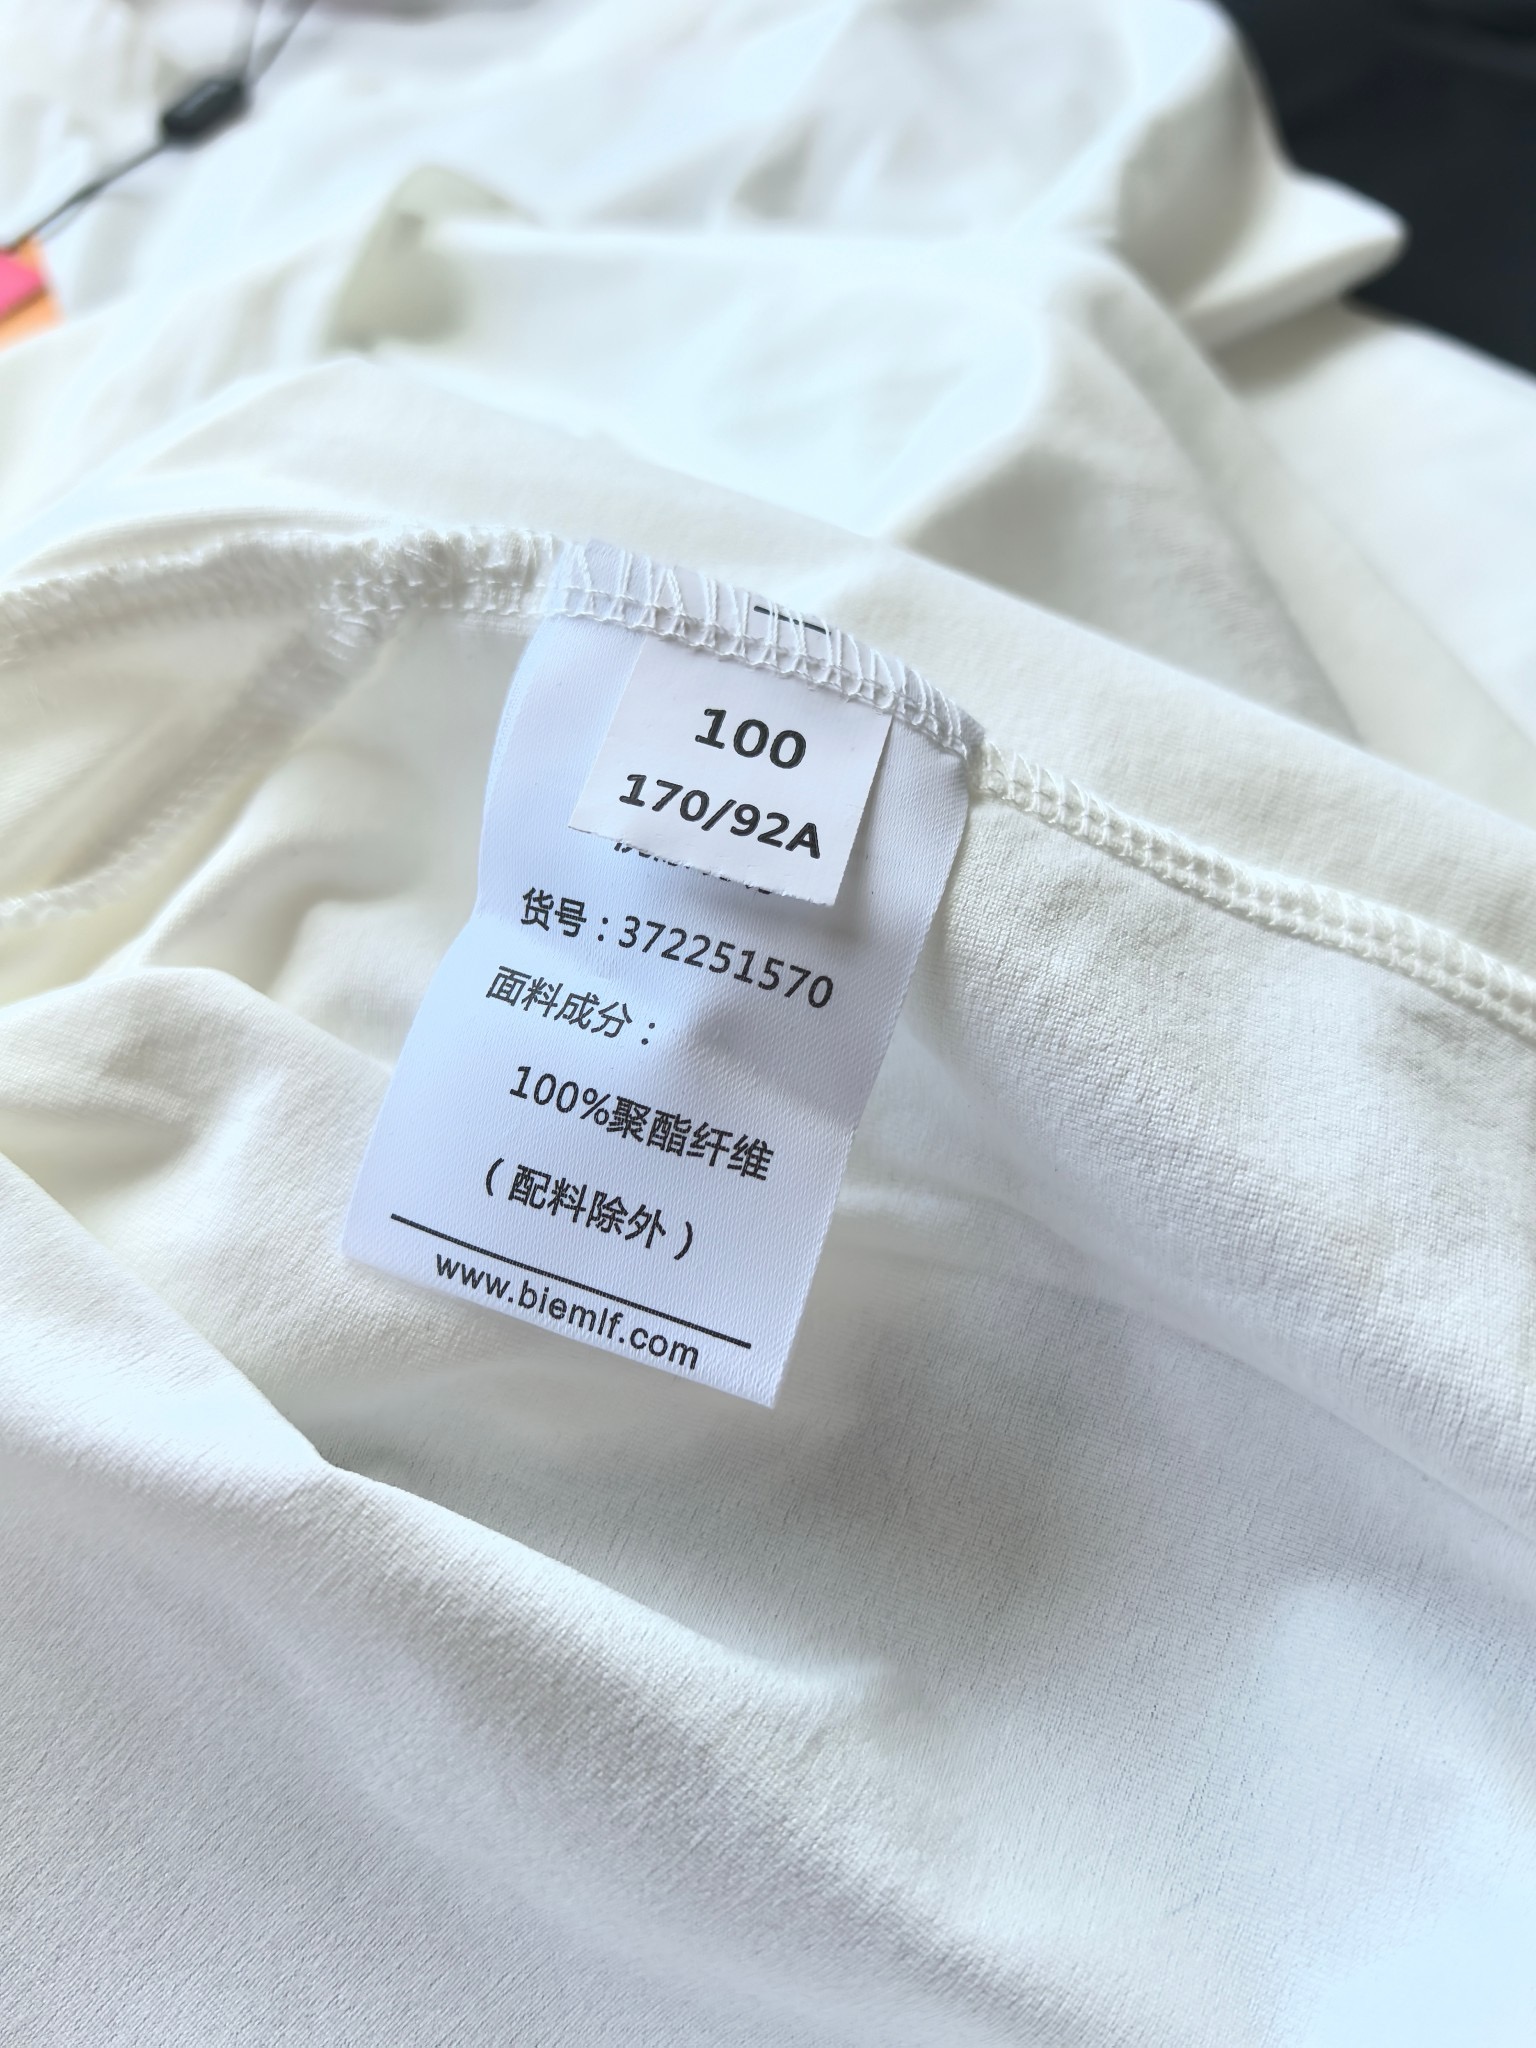 100
170/92A
货号：372251570
面料成分：
100%聚酯纤维
（配料除外）
www.biemlf.com